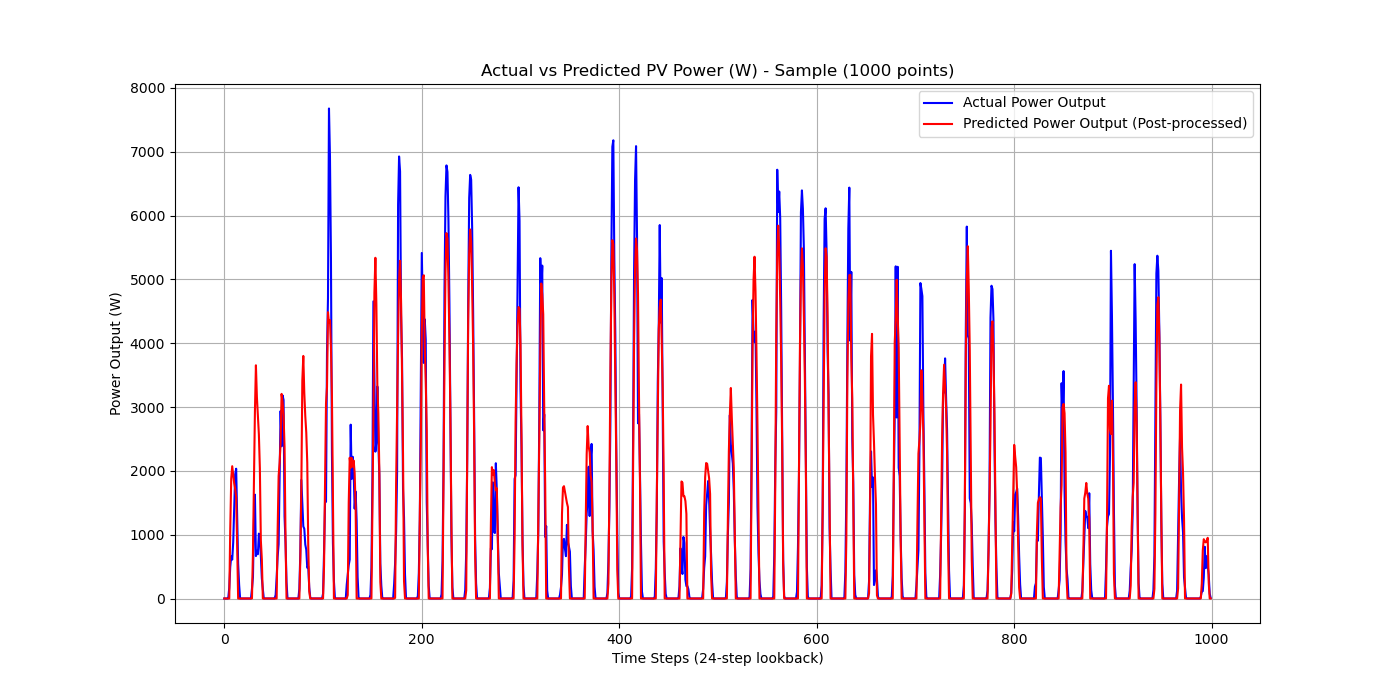 Actual vs Predicted PV Power (W) - Sample (1000 points)
Actual Power Output
Predicted Power Output (Post-processed)
8000
7000
6000
5000
4000
3000
2000
1000
0
Power Output (W)
0 200 400 600 800 1000
Time Steps (24-step lookback)